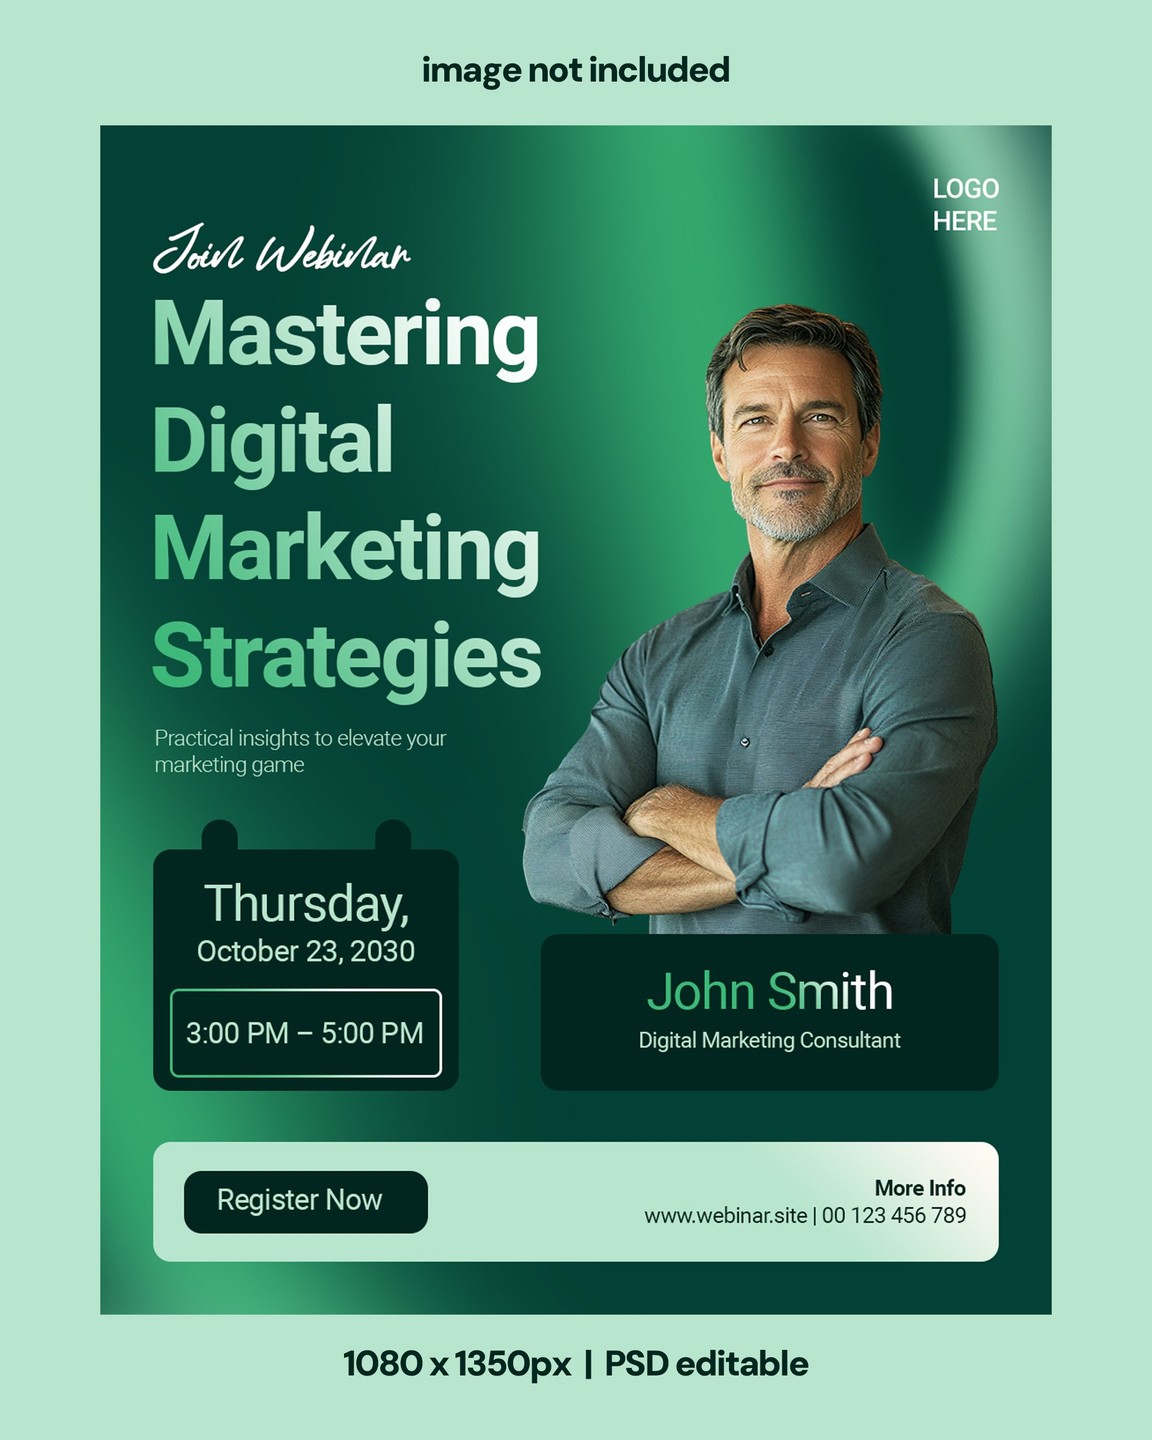 image not included
LOGO
HERE
Join Webinar
Mastering
Digital
Marketing
Strategies
Practical insights to elevate your
marketing game
Thursday,
October 23, 2030
3:00 PM – 5:00 PM
John Smith
Digital Marketing Consultant
Register Now
More Info
www.webinar.site | 00 123 456 789
1080 x 1350px | PSD editable